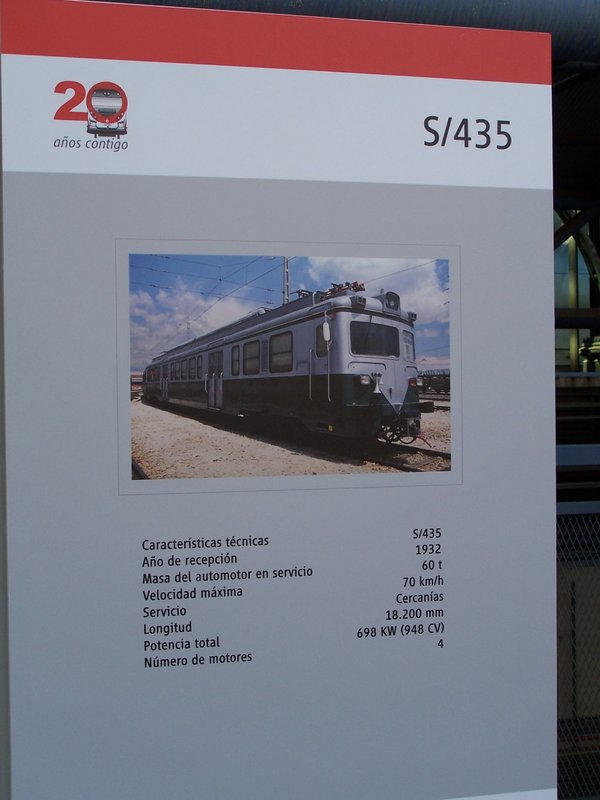 20
años contigo
S/435
Características técnicas S/435
Año de recepción 1932
Masa del automotor en servicio 60 t
Velocidad máxima 70 km/h
Servicio Cercanías
Longitud 18.200 mm
Potencia total 698 KW (948 CV)
Número de motores 4